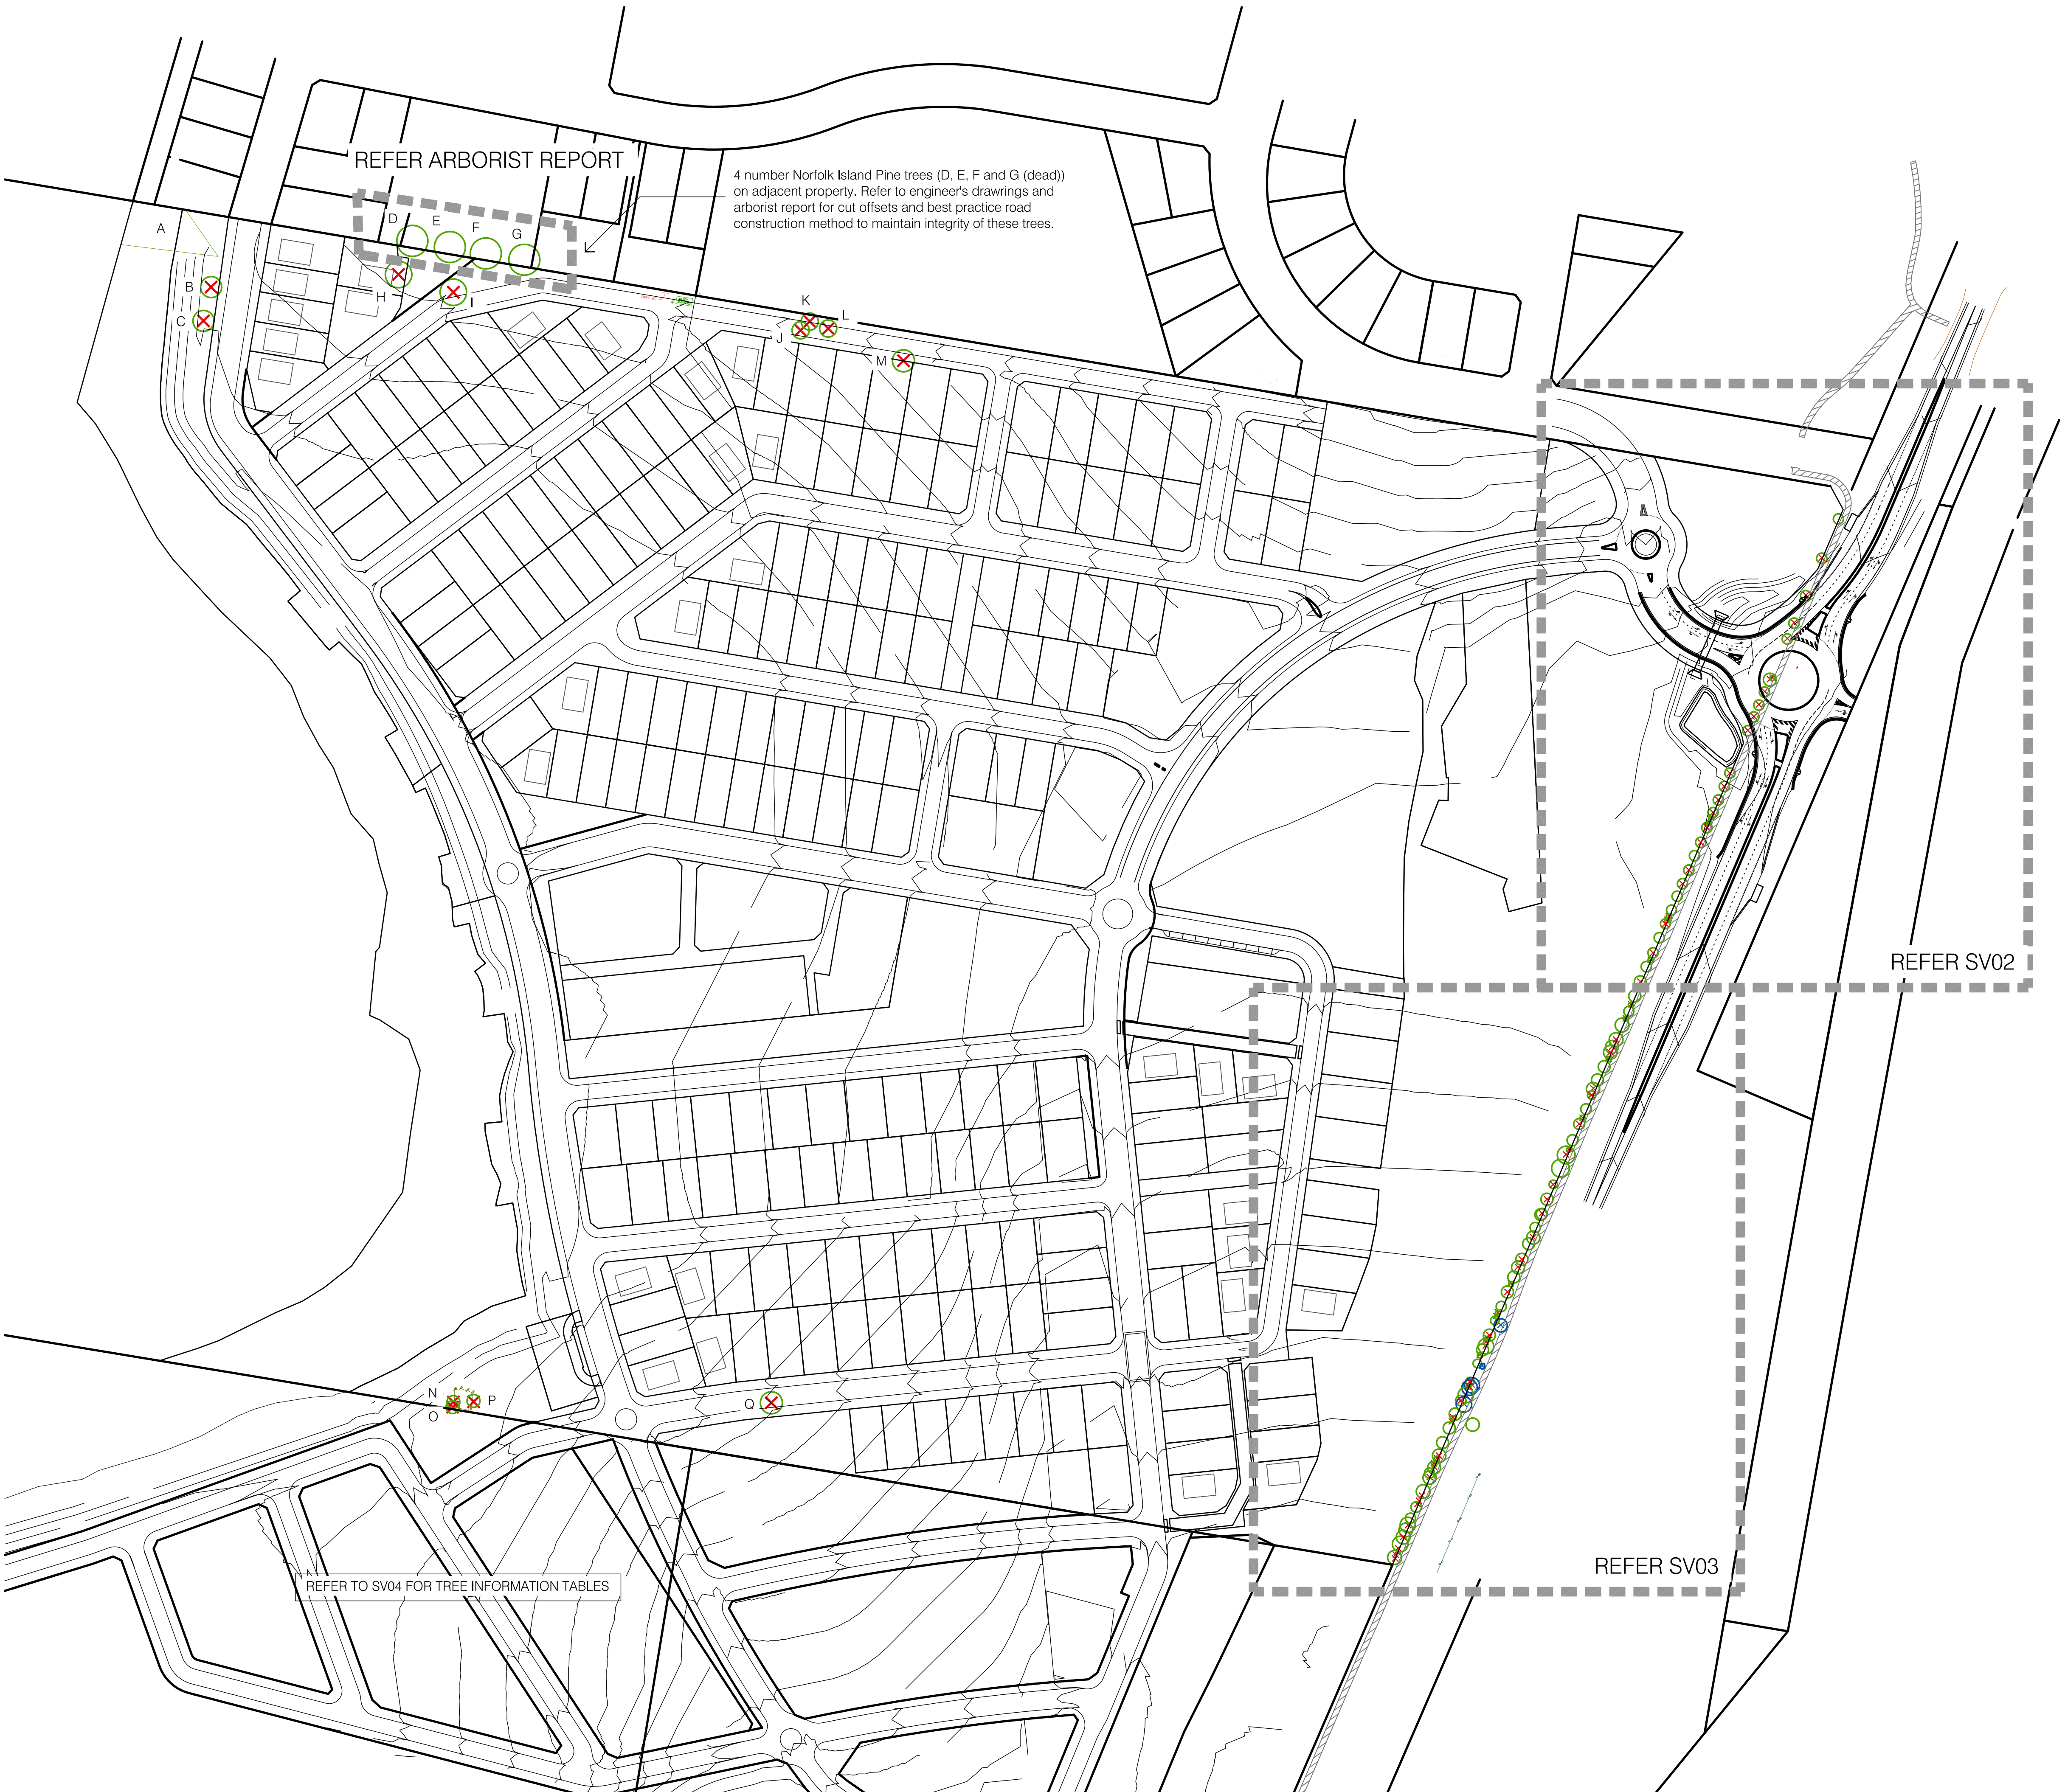 REFER ARBORIST REPORT
4 number Norfolk Island Pine trees (D, E, F and G (dead))
on adjacent property. Refer to engineer's drawrings and
arborist report for cut offsets and best practice road
construction method to maintain integrity of these trees.
A
B
C
D
E
F
G
H
I
J
K
L
M
REFER SV02
N
O
P
Q
REFER SV03
REFER TO SV04 FOR TREE INFORMATION TABLES